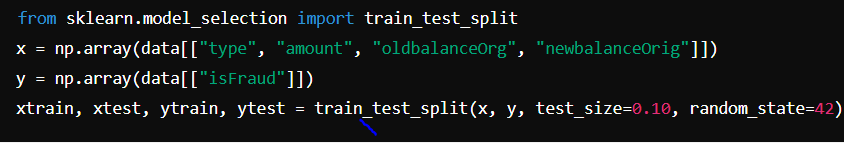 from sklearn.model_selection import train_test_split
x = np.array(data[["type", "amount", "oldbalanceOrg", "newbalanceOrig"]])
y = np.array(data[["isFraud"]])
xtrain, xtest, ytrain, ytest = train_test_split(x, y, test_size=0.10, random_state=42)